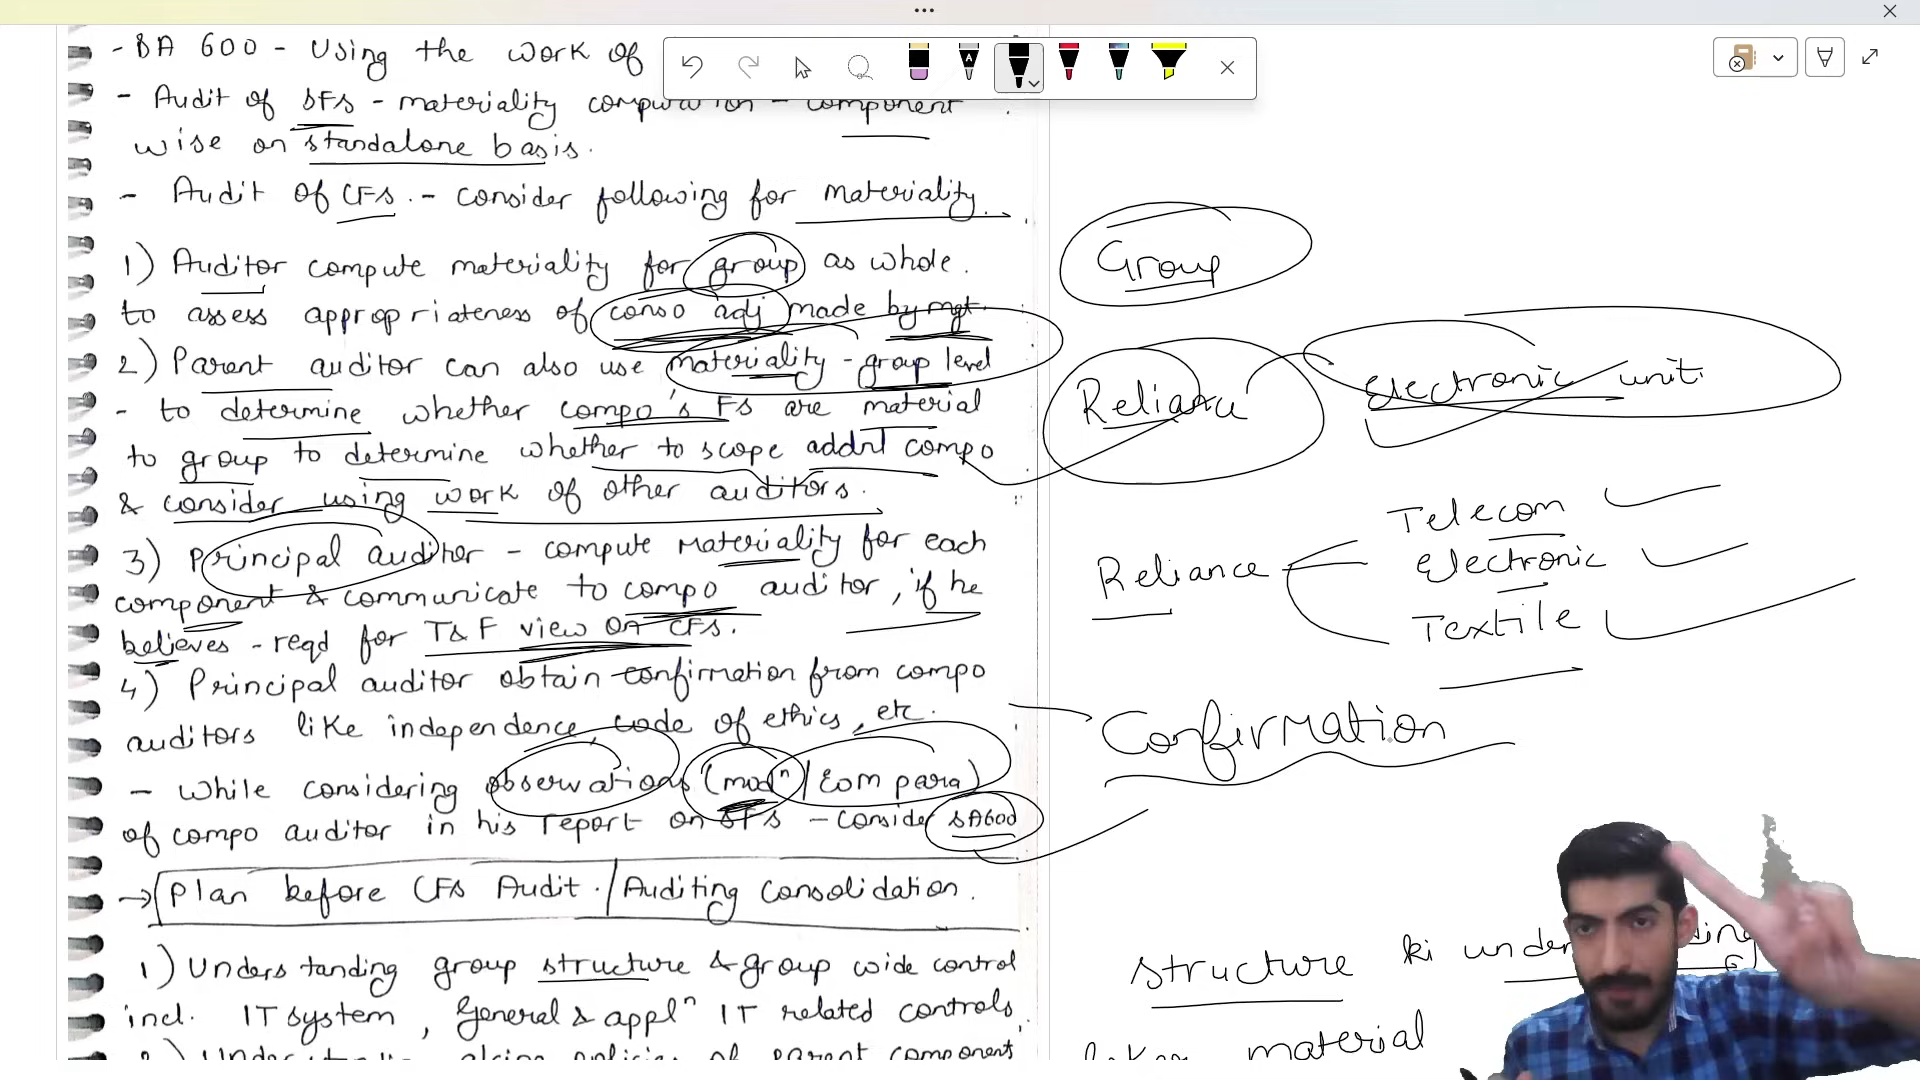 - SA 600 - Using the work of
- Audit of SFS - materiality computation - component
wise on standalone basis.
- Audit of CFS. - consider following for materiality.
1) Auditor compute materiality for group as whole.
to assess appropriateness of conso adj made by mgt.
2) Parent auditor can also use materiality - group level
- to determine whether compo's FS are material
to group to determine whether to scope addnl compo
& consider using work of other auditors.
3) Principal auditor - compute materiality for each
component & communicate to compo auditor, if he
believes - reqd for T&F view on CFS.
4) Principal auditor obtain confirmation from compo
auditors like independence, code of ethics, etc.
- While considering observations (modn / EOM para)
of compo auditor in his report on SFS - consider SA600
→ Plan before CFS Audit. / Auditing Consolidation.
1) Understanding group structure & group wide control
incl. IT system, General & appln IT related controls.
policies of parent component
Group
Reliance electronic unit.
Telecom
Reliance Electronic
Textile
Confirmation
structure ki
material